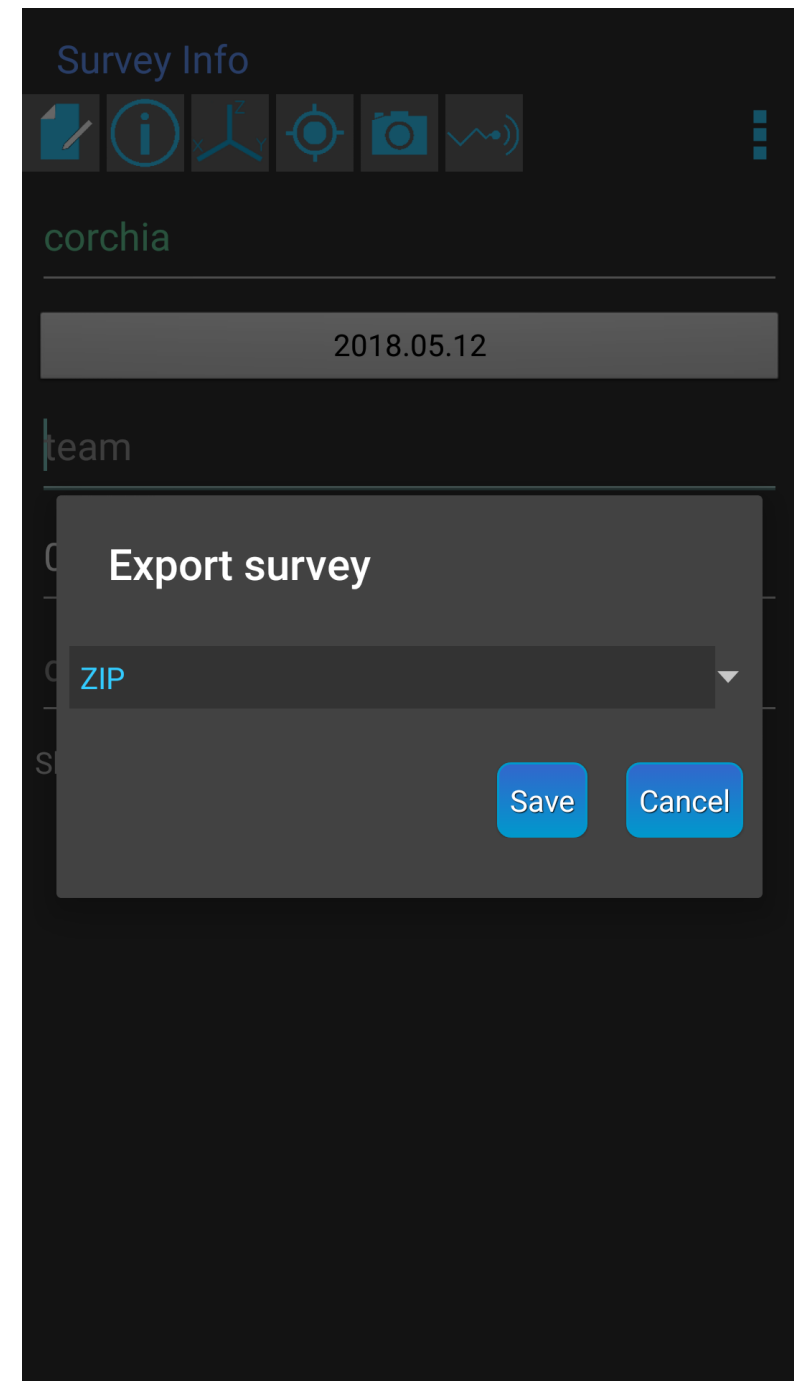 Survey Info
Z
X Y
corchia
2018.05.12
team
Export survey
ZIP
Save Cancel